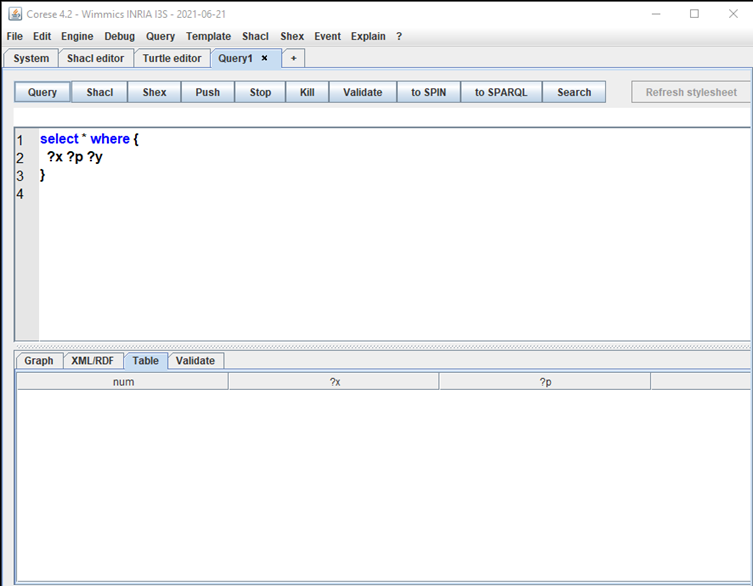 Corese 4.2 - Wimmics INRIA I3S - 2021-06-21
File Edit Engine Debug Query Template Shacl Shex Event Explain ?
System Shacl editor Turtle editor Query1 × +
Query Shacl Shex Push Stop Kill Validate to SPIN to SPARQL Search Refresh stylesheet
1 select * where {
2 ?x ?p ?y
3 }
4
Graph XML/RDF Table Validate
num ?x ?p